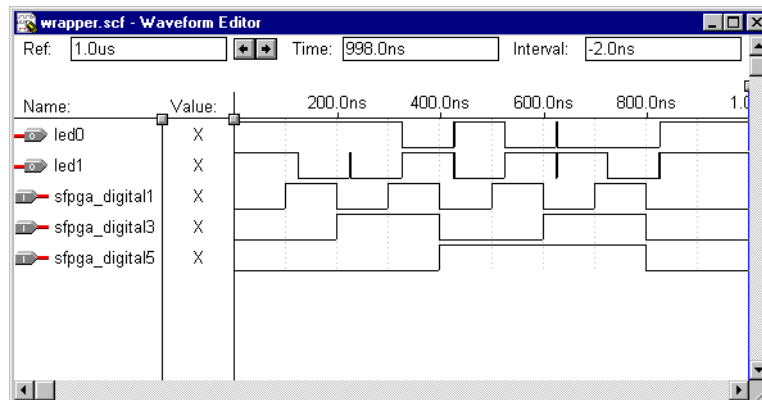 wrapper.scf - Waveform Editor
Ref: 1.0us Time: 998.0ns Interval: -2.0ns
Name: Value: 200.0ns 400.0ns 600.0ns 800.0ns
led0 X
led1 X
sfpga_digital1 X
sfpga_digital3 X
sfpga_digital5 X